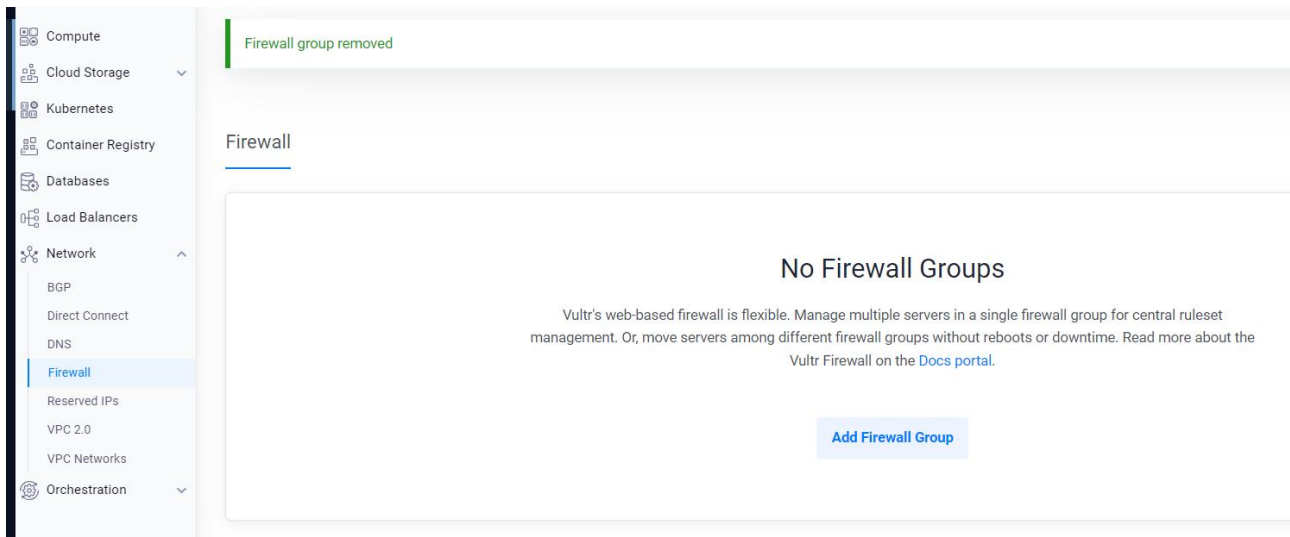 Compute
Cloud Storage
Kubernetes
Container Registry
Databases
Load Balancers
Network
BGP
Direct Connect
DNS
Firewall
Reserved IPs
VPC 2.0
VPC Networks
Orchestration
Firewall group removed
Firewall
No Firewall Groups
Vultr's web-based firewall is flexible. Manage multiple servers in a single firewall group for central ruleset
management. Or, move servers among different firewall groups without reboots or downtime. Read more about the
Vultr Firewall on the Docs portal.
Add Firewall Group